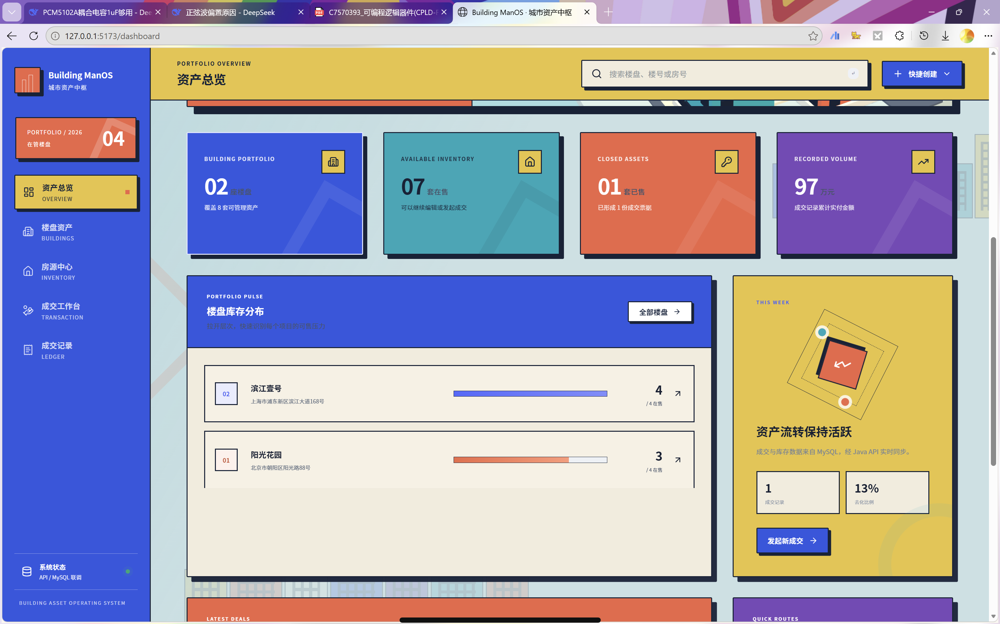 PCM5102A耦合电容1uF够用 - Dee
正弦波偏置原因 - DeepSeek
C7570393_可编程逻辑器件(CPLD-F
Building ManOS · 城市资产中枢
127.0.0.1:5173/dashboard
Building ManOS
城市资产中枢
PORTFOLIO / 2026
在管楼盘
04
资产总览
OVERVIEW
楼盘资产
BUILDINGS
房源中心
INVENTORY
成交工作台
TRANSACTION
成交记录
LEDGER
系统状态
API / MySQL 联调
BUILDING ASSET OPERATING SYSTEM
PORTFOLIO OVERVIEW
资产总览
搜索楼盘、楼号或房号
快捷创建
BUILDING PORTFOLIO
02 座楼盘
覆盖 8 套可管理资产
AVAILABLE INVENTORY
07 套在售
可以继续编辑或发起成交
CLOSED ASSETS
01 套已售
已形成 1 份成交票据
RECORDED VOLUME
97 万元
成交记录累计实付金额
PORTFOLIO PULSE
楼盘库存分布
拉开层次，快速识别每个项目的可售压力
全部楼盘
02
滨江壹号
上海市浦东新区滨江大道168号
4
/ 4 在售
01
阳光花园
北京市朝阳区阳光路88号
3
/ 4 在售
THIS WEEK
资产流转保持活跃
成交与库存数据来自 MySQL，经 Java API 实时同步。
1
成交记录
13%
去化比例
发起新成交
LATEST DEALS
QUICK ROUTES